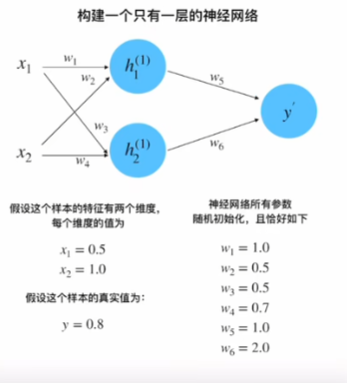 构建一个只有一层的神经网络
x₁
w₁
w₂
h₁⁽¹⁾
w₅
y′
w₃
x₂
w₄
h₂⁽¹⁾
w₆
假设这个样本的特征有两个维度,
每个维度的值为
x₁ = 0.5
x₂ = 1.0
假设这个样本的真实值为:
y = 0.8
神经网络所有参数
随机初始化,且恰好如下
w₁ = 1.0
w₂ = 0.5
w₃ = 0.5
w₄ = 0.7
w₅ = 1.0
w₆ = 2.0